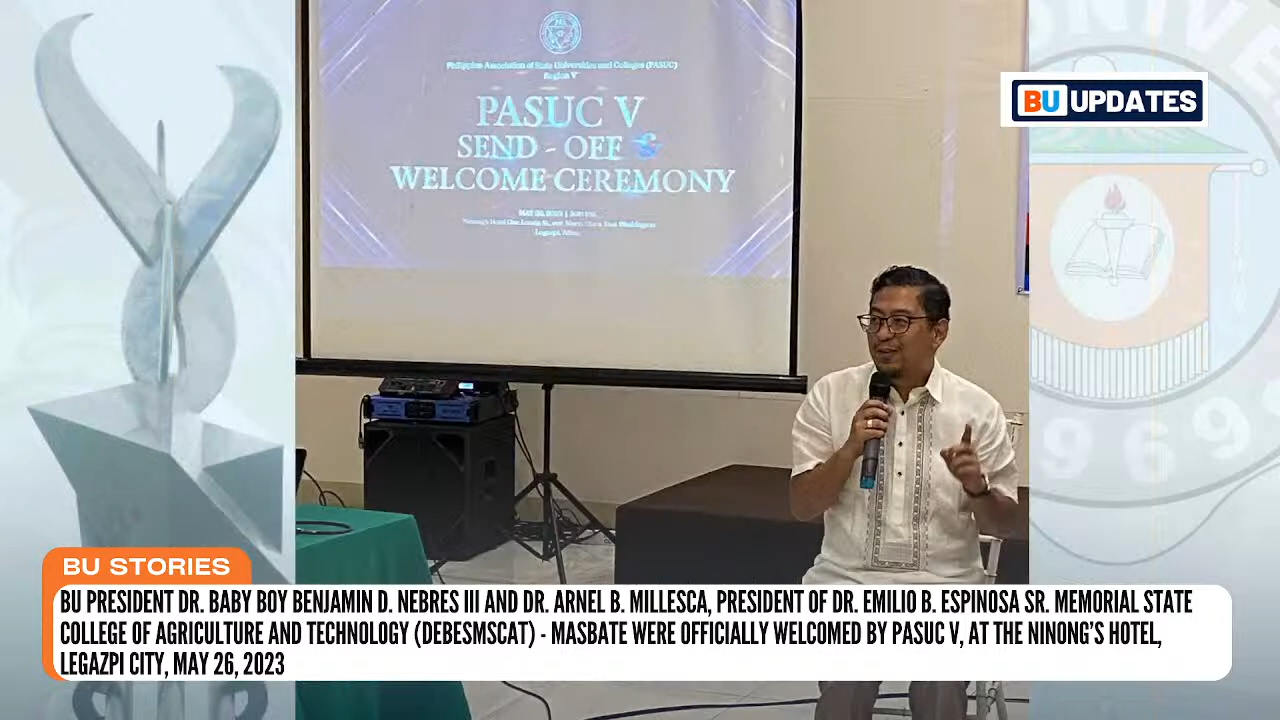 Philippine Association of State Universities and Colleges (PASUC)
Region V
PASUC V
SEND - OFF &
WELCOME CEREMONY
Legazpi, Albay
BU UPDATES
1969
BU STORIES
BU PRESIDENT DR. BABY BOY BENJAMIN D. NEBRES III AND DR. ARNEL B. MILLESCA, PRESIDENT OF DR. EMILIO B. ESPINOSA SR. MEMORIAL STATE
COLLEGE OF AGRICULTURE AND TECHNOLOGY (DEBESMSCAT) - MASBATE WERE OFFICIALLY WELCOMED BY PASUC V, AT THE NINONG'S HOTEL,
LEGAZPI CITY, MAY 26, 2023